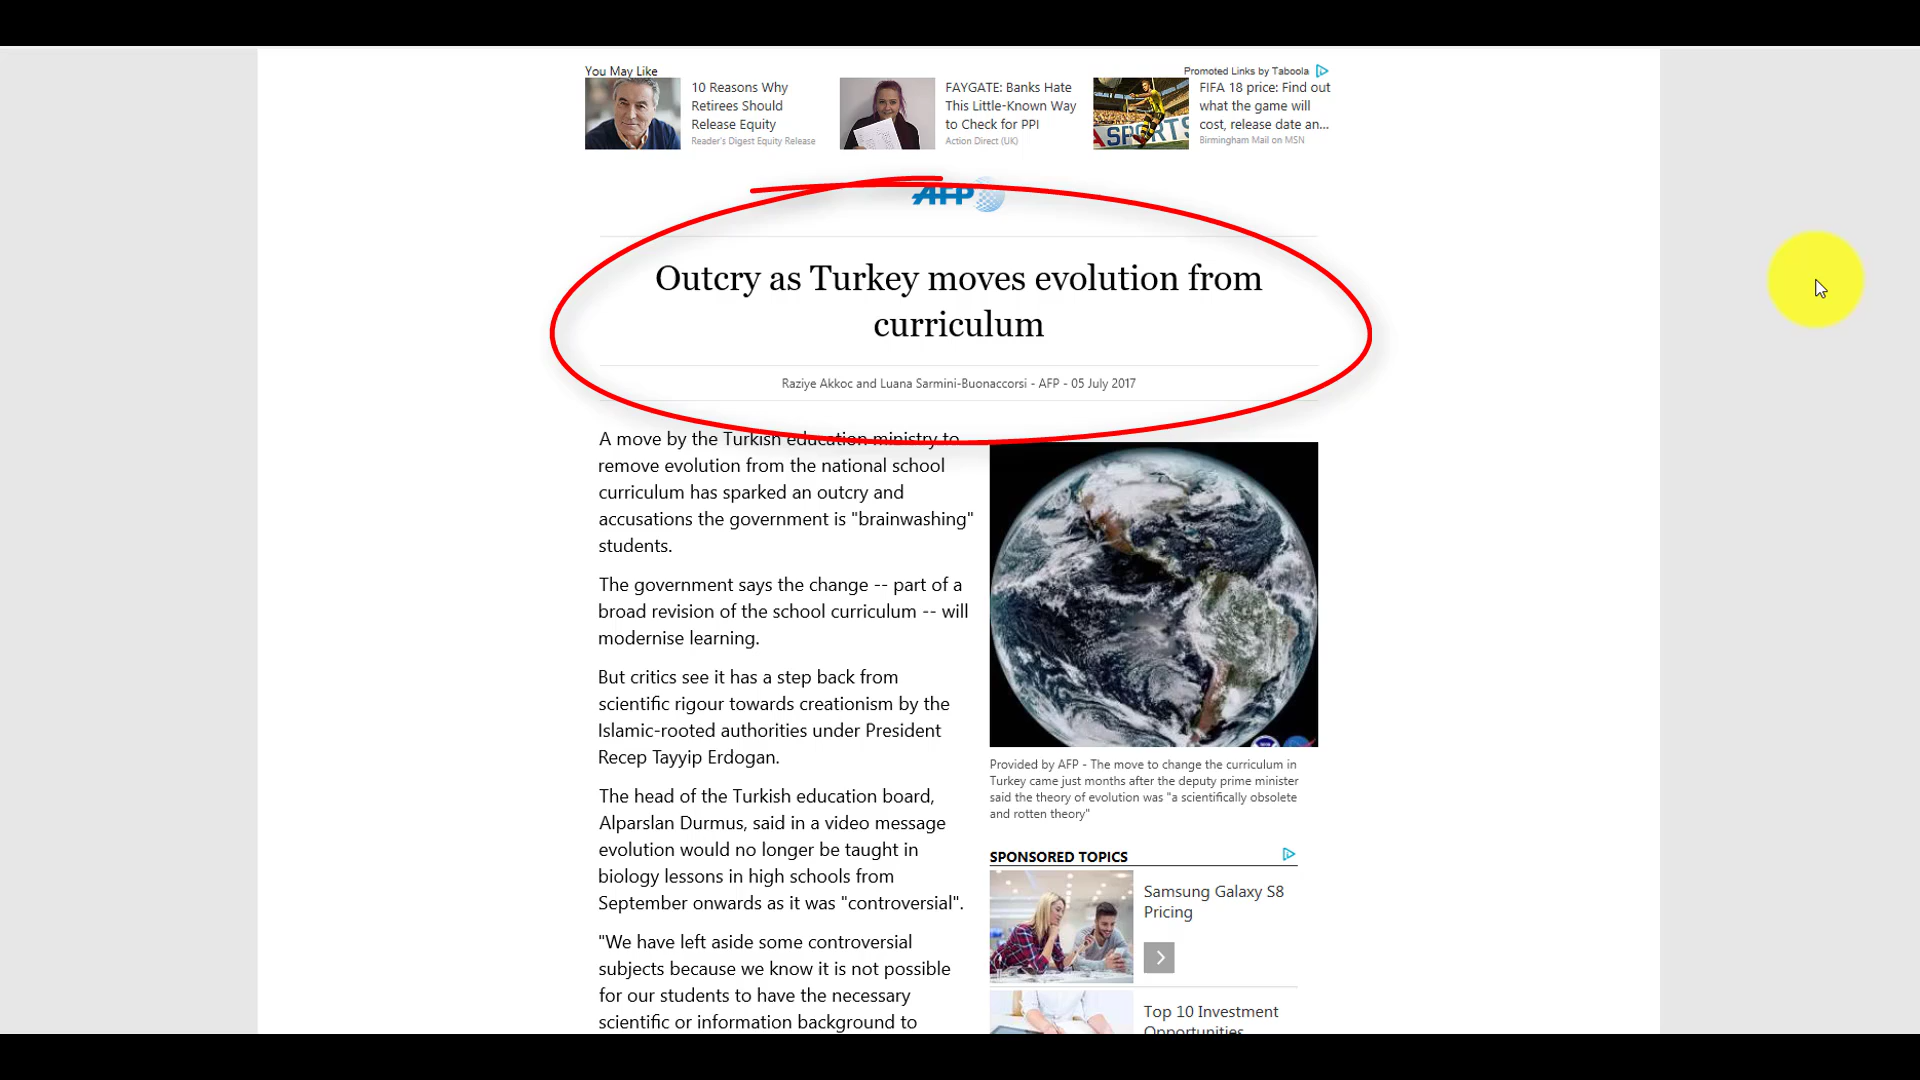 You May Like
Promoted Links by Taboola
10 Reasons Why
Retirees Should
Release Equity
Reader's Digest Equity Release
FAYGATE: Banks Hate
This Little-Known Way
to Check for PPI
Action Direct (UK)
FIFA 18 price: Find out
what the game will
cost, release date an...
Birmingham Mail on MSN
A SPORTS
AFP
Outcry as Turkey moves evolution from
curriculum
Raziye Akkoc and Luana Sarmini-Buonaccorsi - AFP - 05 July 2017
A move by the Turkish education ministry to
remove evolution from the national school
curriculum has sparked an outcry and
accusations the government is "brainwashing"
students.
The government says the change -- part of a
broad revision of the school curriculum -- will
modernise learning.
But critics see it has a step back from
scientific rigour towards creationism by the
Islamic-rooted authorities under President
Recep Tayyip Erdogan.
The head of the Turkish education board,
Alparslan Durmus, said in a video message
evolution would no longer be taught in
biology lessons in high schools from
September onwards as it was "controversial".
"We have left aside some controversial
subjects because we know it is not possible
for our students to have the necessary
scientific or information background to
Provided by AFP - The move to change the curriculum in
Turkey came just months after the deputy prime minister
said the theory of evolution was "a scientifically obsolete
and rotten theory"
SPONSORED TOPICS
Samsung Galaxy S8
Pricing
Top 10 Investment
Opportunities